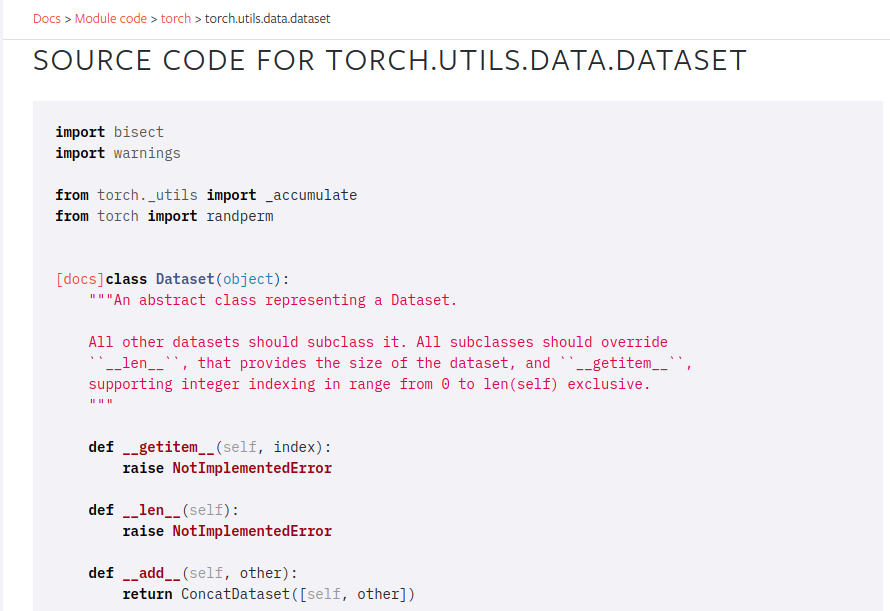 Docs > Module code > torch > torch.utils.data.dataset
SOURCE CODE FOR TORCH.UTILS.DATA.DATASET
import bisect
import warnings
from torch._utils import _accumulate
from torch import randperm
[docs]class Dataset(object):
    """An abstract class representing a Dataset.
    All other datasets should subclass it. All subclasses should override
    ``__len__``, that provides the size of the dataset, and ``__getitem__``,
    supporting integer indexing in range from 0 to len(self) exclusive.
    """
    def __getitem__(self, index):
        raise NotImplementedError
    def __len__(self):
        raise NotImplementedError
    def __add__(self, other):
        return ConcatDataset([self, other])